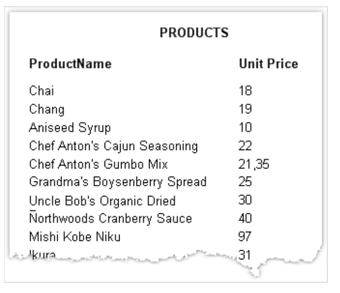 PRODUCTS
ProductName Unit Price
Chai 18
Chang 19
Aniseed Syrup 10
Chef Anton's Cajun Seasoning 22
Chef Anton's Gumbo Mix 21,35
Grandma's Boysenberry Spread 25
Uncle Bob's Organic Dried 30
Northwoods Cranberry Sauce 40
Mishi Kobe Niku 97
Ikura 31